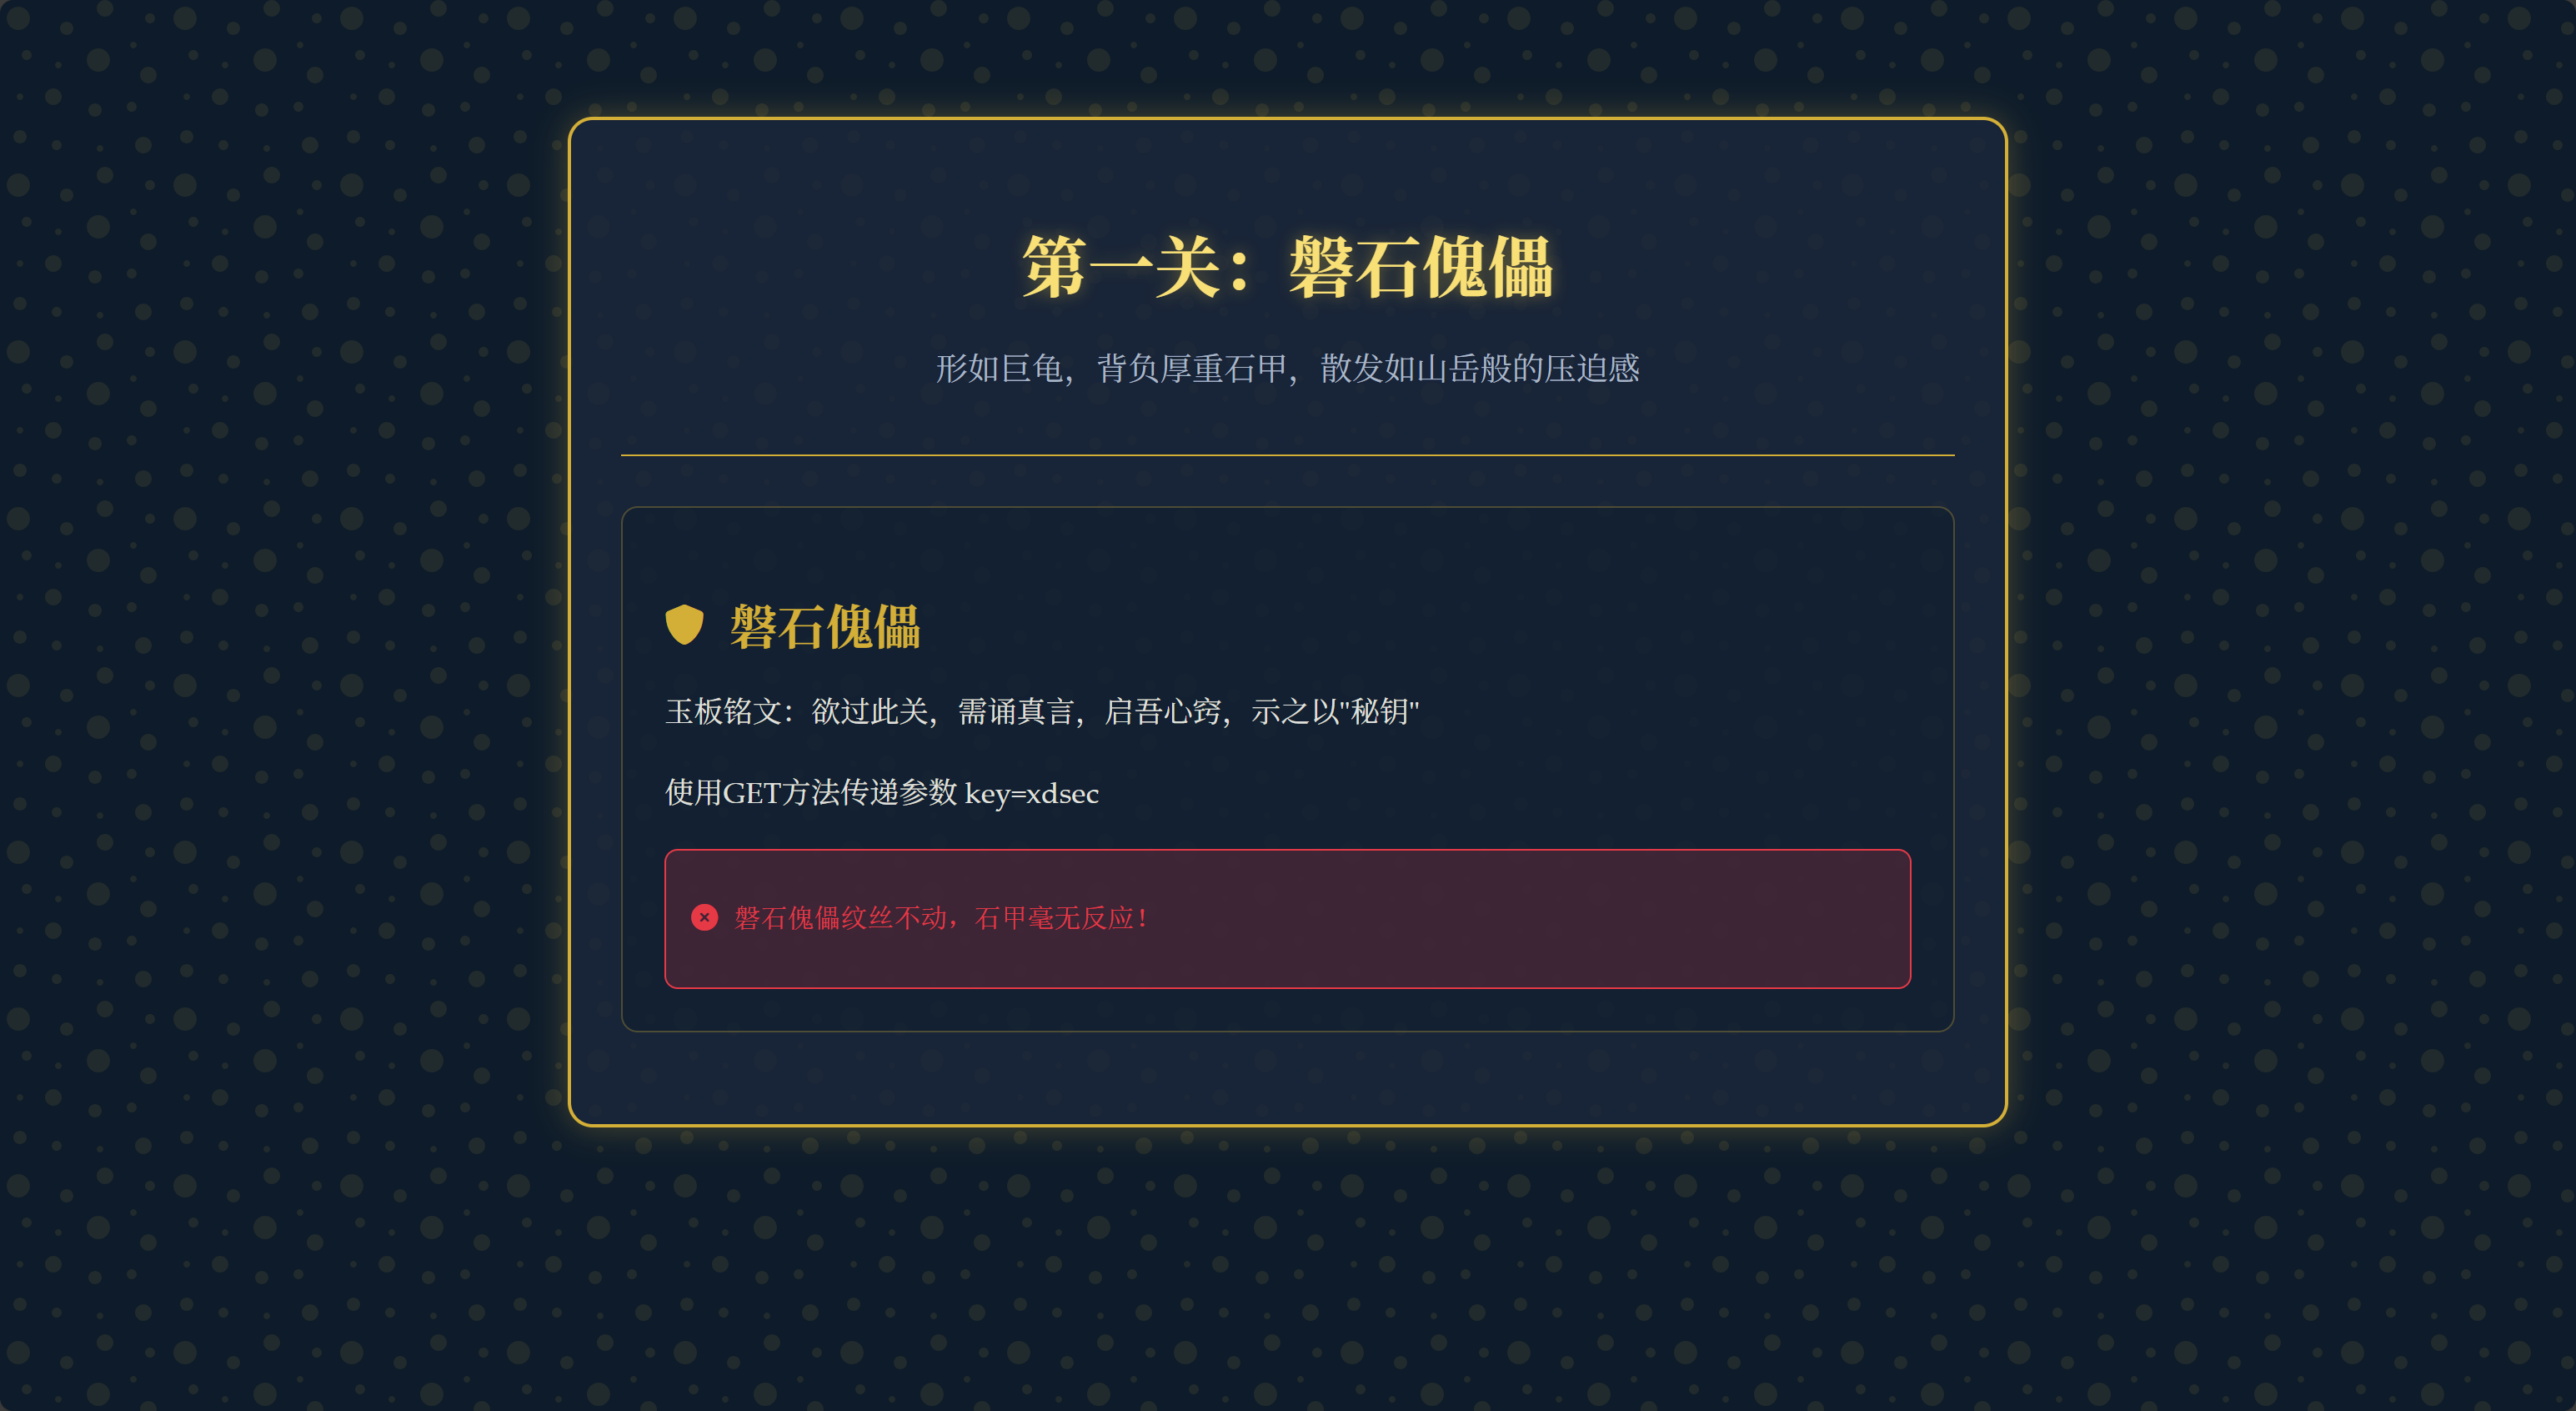 第一关：磐石傀儡
形如巨龟，背负厚重石甲，散发如山岳般的压迫感
磐石傀儡
玉板铭文：欲过此关，需诵真言，启吾心窍，示之以"秘钥"
使用GET方法传递参数 key=xdsec
磐石傀儡纹丝不动，石甲毫无反应！